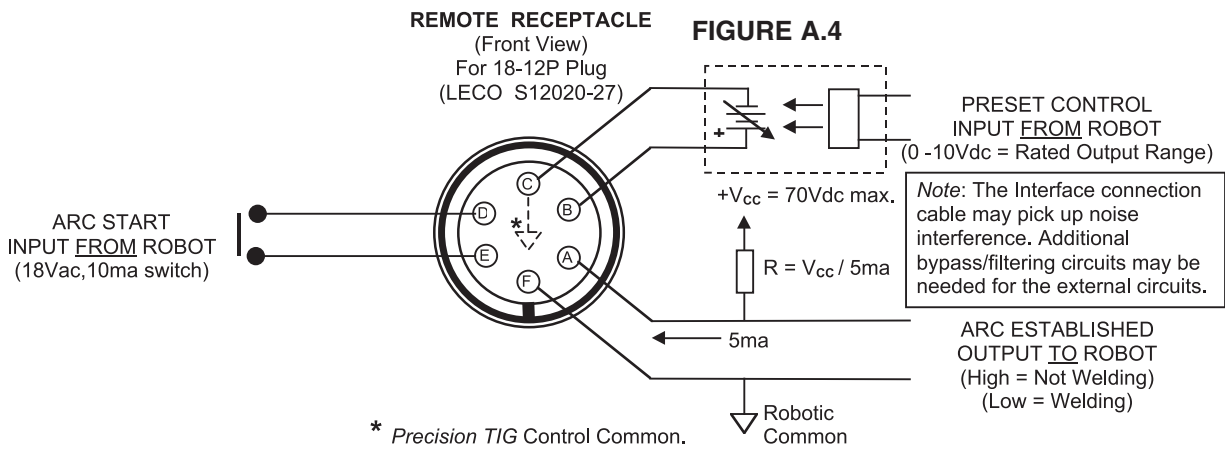 REMOTE RECEPTACLE
(Front View)
For 18-12P Plug
(LECO S12020-27)
FIGURE A.4
+
PRESET CONTROL
INPUT FROM ROBOT
(0 -10Vdc = Rated Output Range)
+Vcc = 70Vdc max.
Note: The Interface connection
cable may pick up noise
interference. Additional
bypass/filtering circuits may be
needed for the external circuits.
ARC START
INPUT FROM ROBOT
(18Vac,10ma switch)
C
D
B
*
E
A
F
R = Vcc / 5ma
5ma
ARC ESTABLISHED
OUTPUT TO ROBOT
(High = Not Welding)
(Low = Welding)
Robotic
Common
* Precision TIG Control Common.